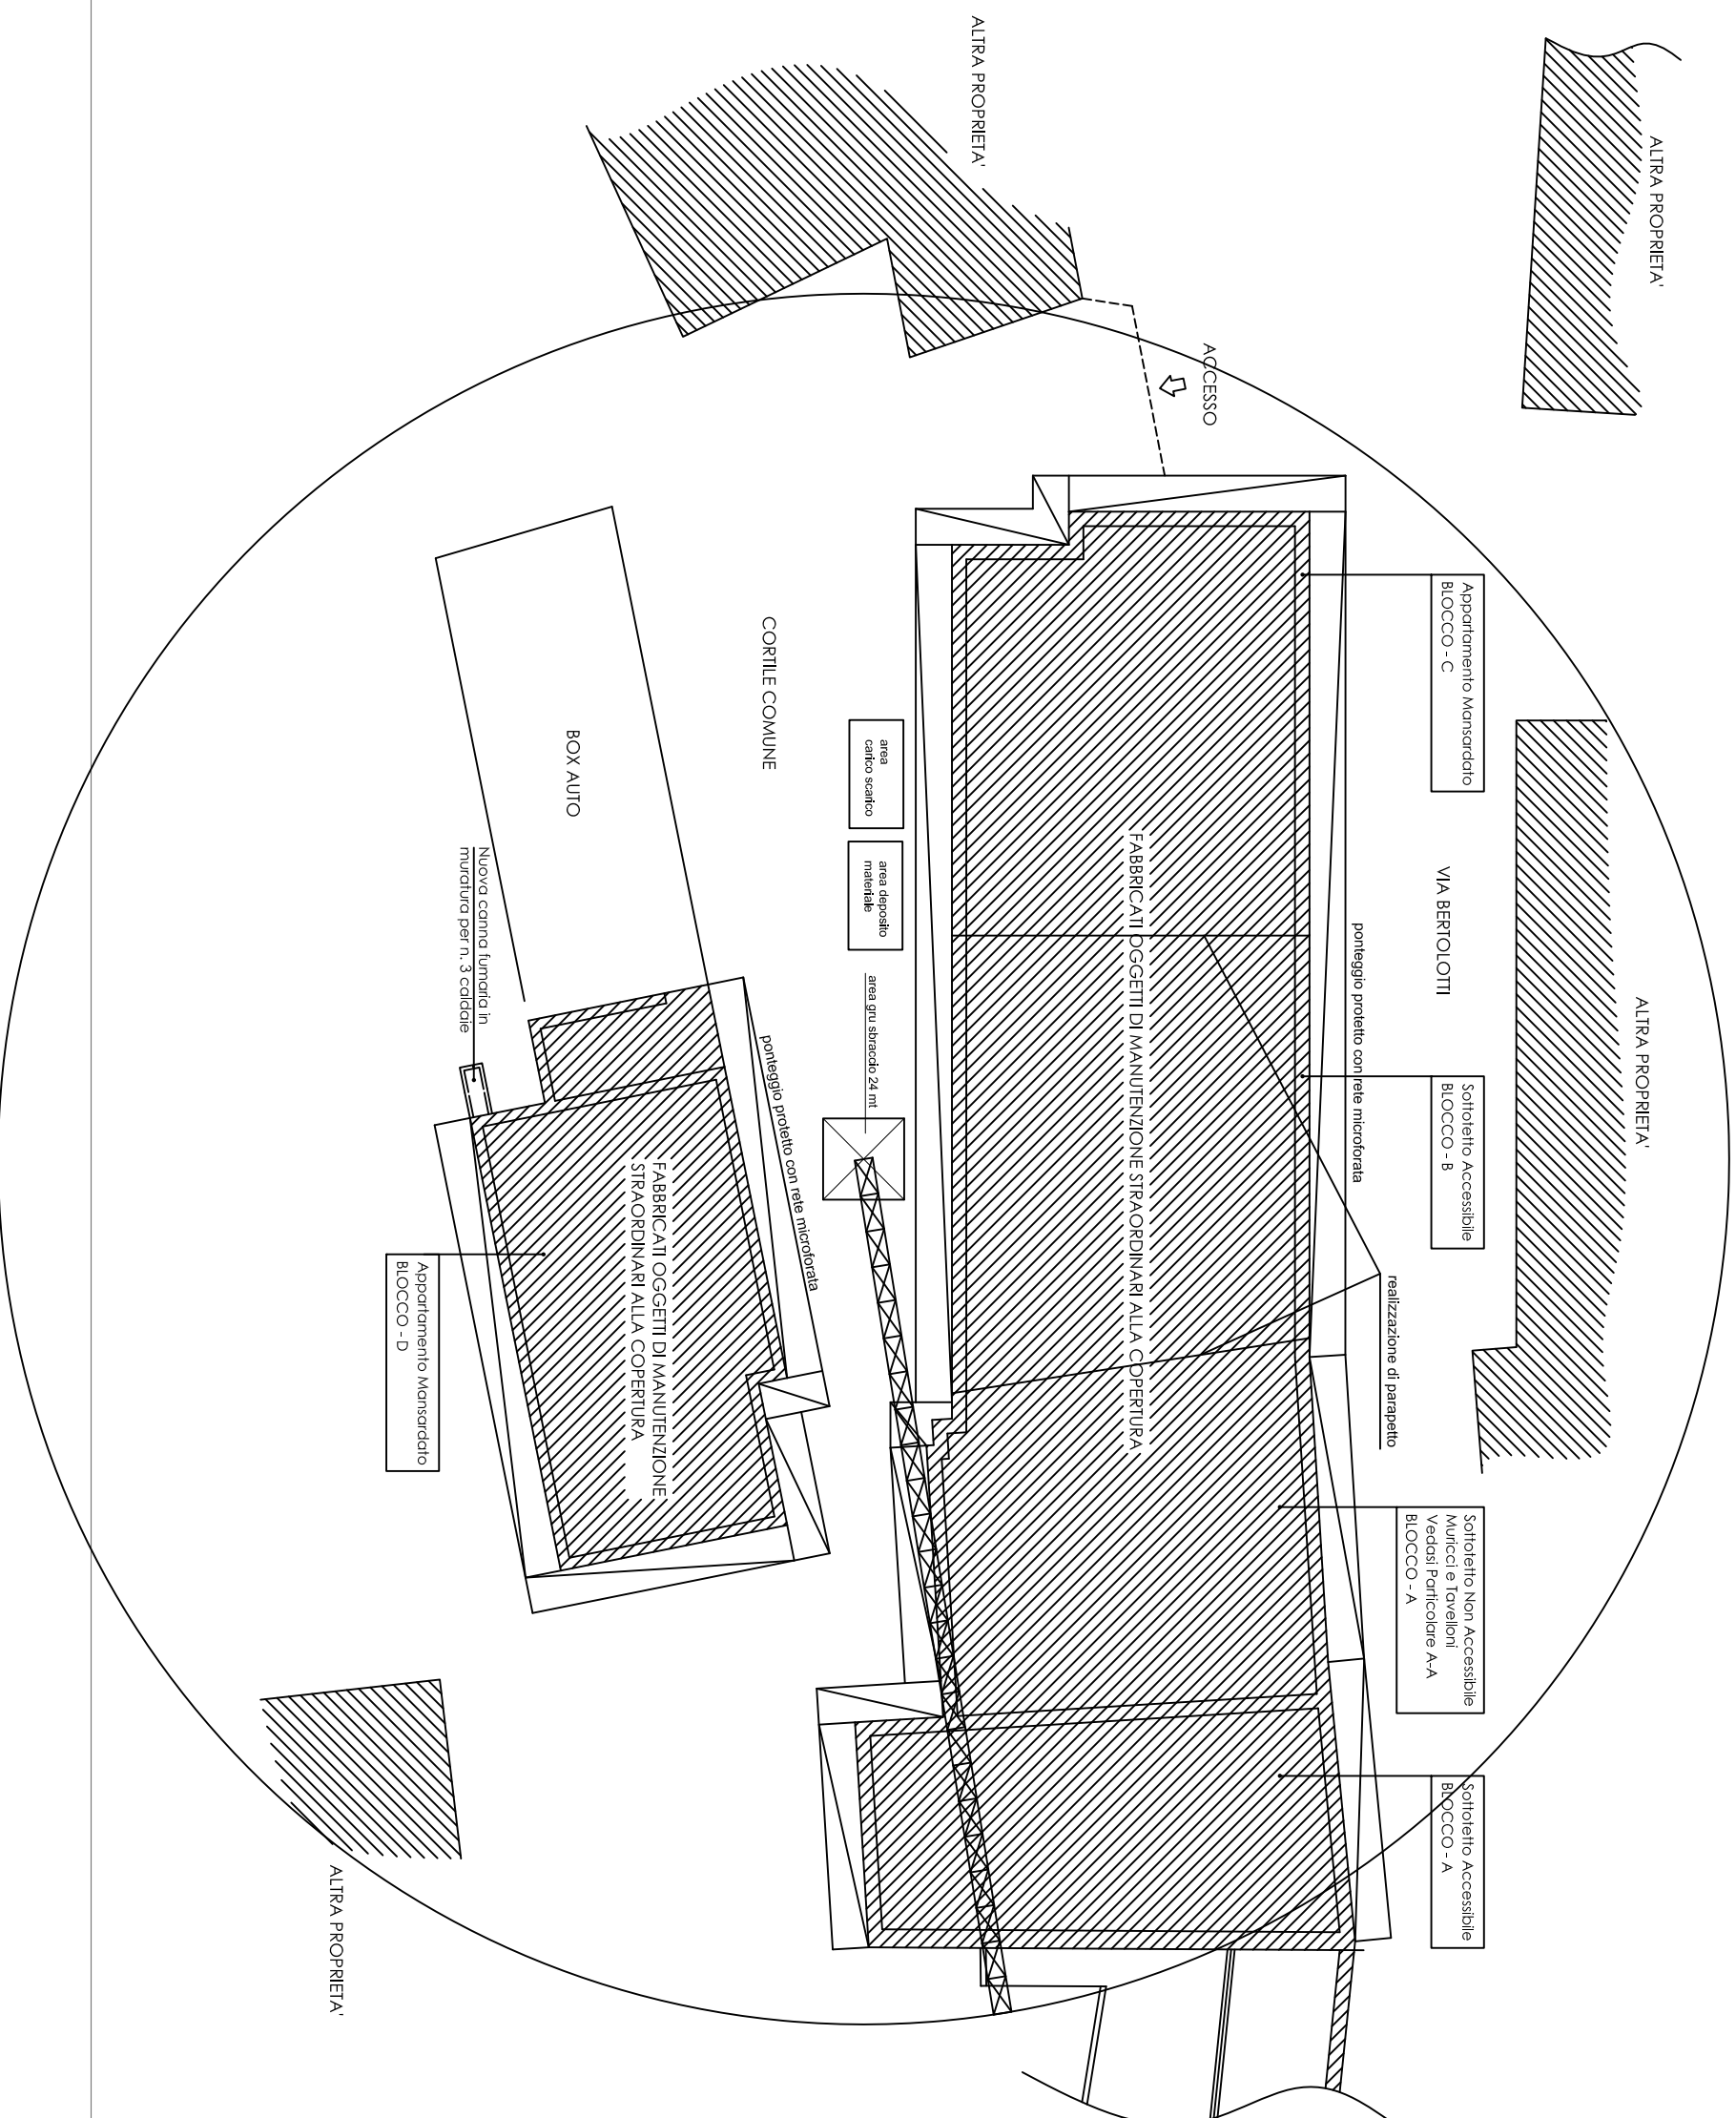 ALTRA PROPRIETA'
ALTRA PROPRIETA'
ACCESSO
Appartamento Mansardato
BLOCCO - C
VIA BERTOLOTTI
ALTRA PROPRIETA'
ponteggio protetto con rete microforata
Sottotetto Accessibile
BLOCCO - B
realizzazione di parapetto
Sottotetto Non Accessibile
Muricci e Tavelloni
Vedasi Particolare A-A
BLOCCO - A
Sottotetto Accessibile
BLOCCO - A
FABBRICATI OGGETTI DI MANUTENZIONE STRAORDINARI ALLA COPERTURA
CORTILE COMUNE
area
carico scarico
area deposito
materiale
area gru sbraccio 24 mt
BOX AUTO
ponteggio protetto con rete microforata
Nuova canna fumaria in
muratura per n. 3 caldaie
FABBRICATI OGGETTI DI MANUTENZIONE
STRAORDINARI ALLA COPERTURA
Appartamento Mansardato
BLOCCO - D
ALTRA PROPRIETA'